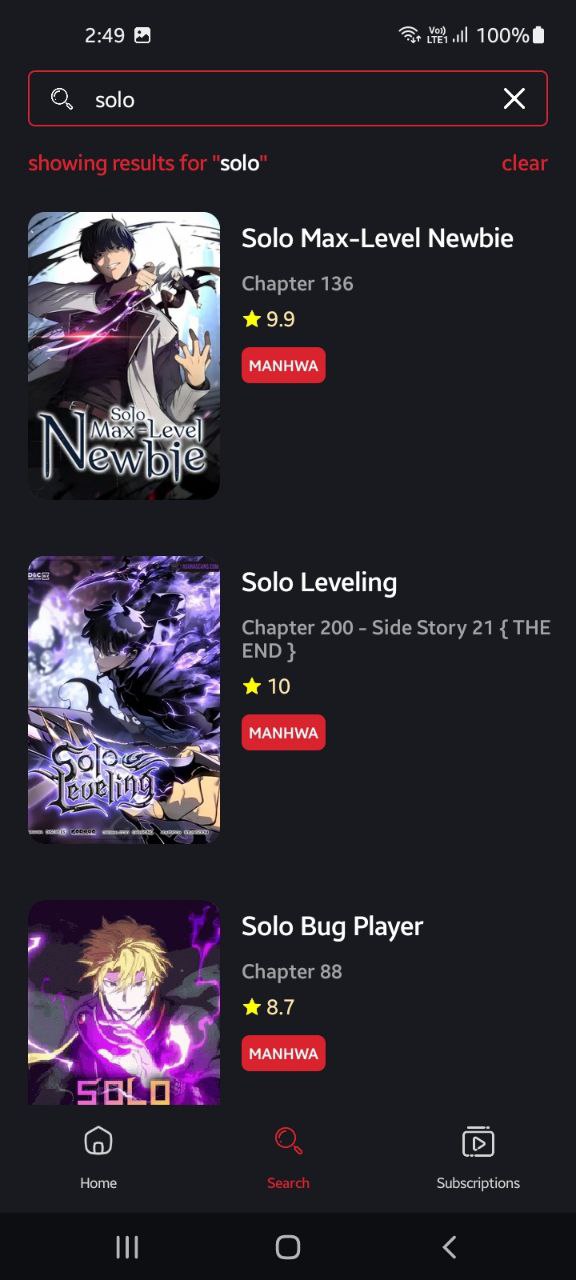 2:49
Vo)) LTE1 100%
solo
showing results for "solo"
clear
Solo Max-Level Newbie
Chapter 136
9.9
MANHWA
Solo
Max-Level
Newbie
Solo Leveling
Chapter 200 - Side Story 21 { THE
END }
10
MANHWA
Solo
Leveling
Solo Bug Player
Chapter 88
8.7
MANHWA
SOLO
Home
Search
Subscriptions